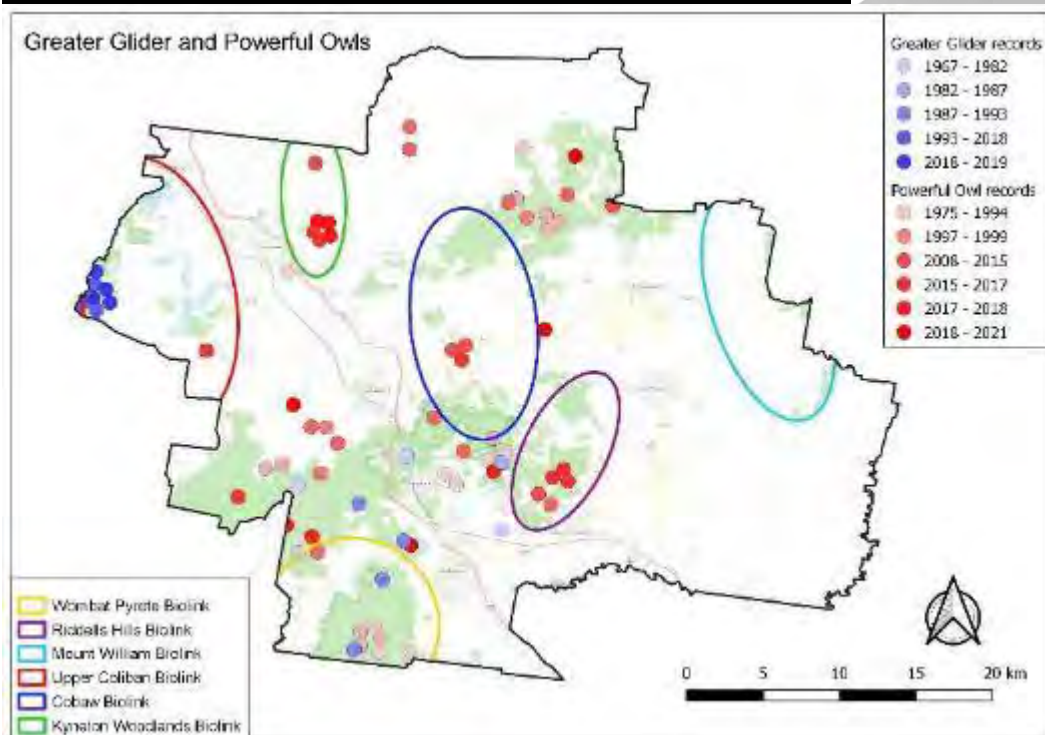 Greater Glider and Powerful Owls
Greater Glider records
1967 - 1982
1982 - 1987
1987 - 1993
1993 - 2018
2018 - 2019
Powerful Owl records
1975 - 1994
1997 - 1999
2008 - 2015
2015 - 2017
2017 - 2018
2018 - 2021
Wombat Pyrete Biolink
Riddells Hills Biolink
Mount William Biolink
Upper Coliban Biolink
Cobaw Biolink
Kyneton Woodlands Biolink
0 5 10 15 20 km